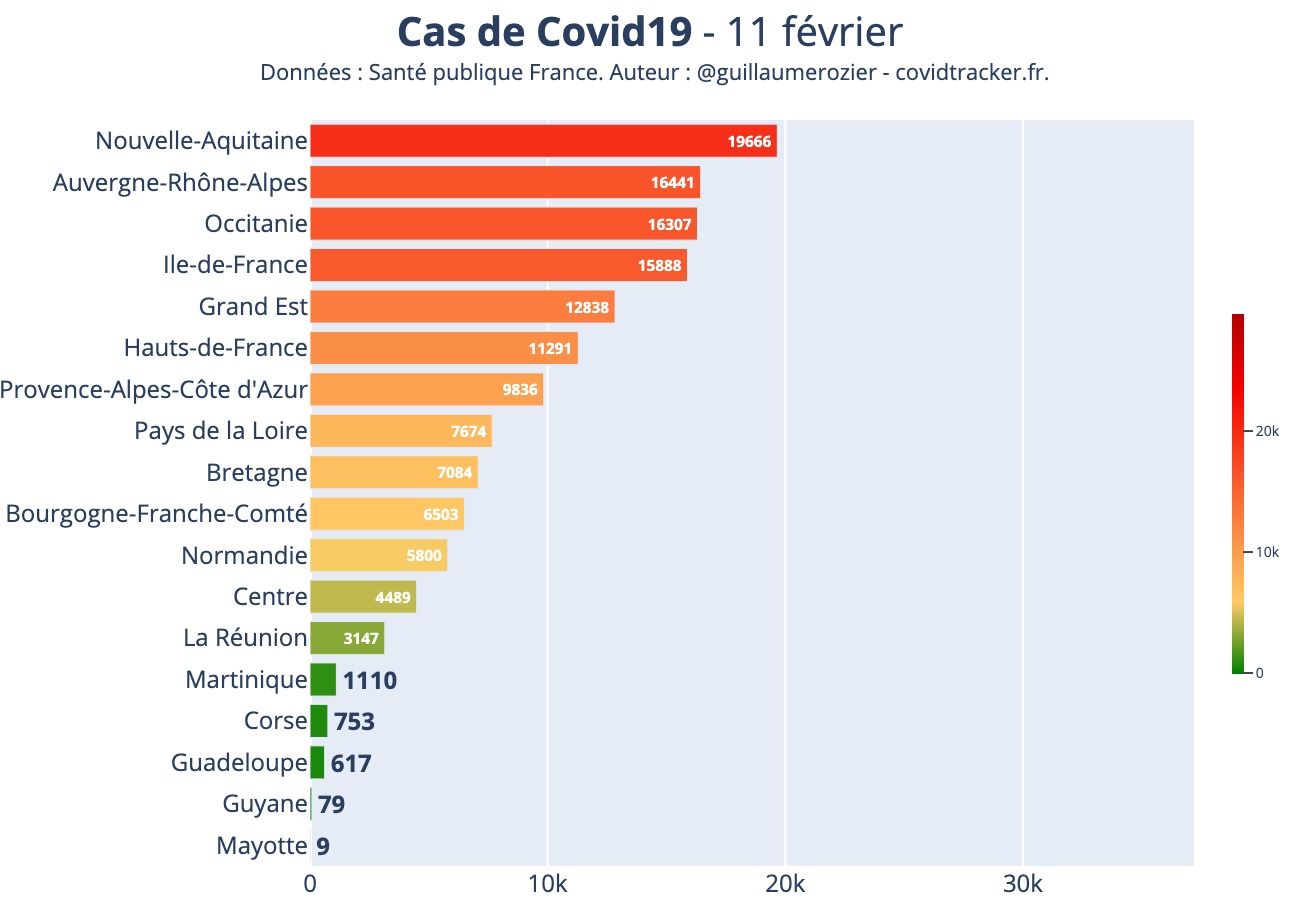 Cas de Covid19 - 11 février
Données : Santé publique France. Auteur : @guillaumerozier - covidtracker.fr.
Nouvelle-Aquitaine 19666
Auvergne-Rhône-Alpes 16441
Occitanie 16307
Ile-de-France 15888
Grand Est 12838
Hauts-de-France 11291
Provence-Alpes-Côte d'Azur 9836
Pays de la Loire 7674
Bretagne 7084
Bourgogne-Franche-Comté 6503
Normandie 5800
Centre 4489
La Réunion 3147
Martinique 1110
Corse 753
Guadeloupe 617
Guyane 79
Mayotte 9
0 10k 20k 30k
20k
10k
0